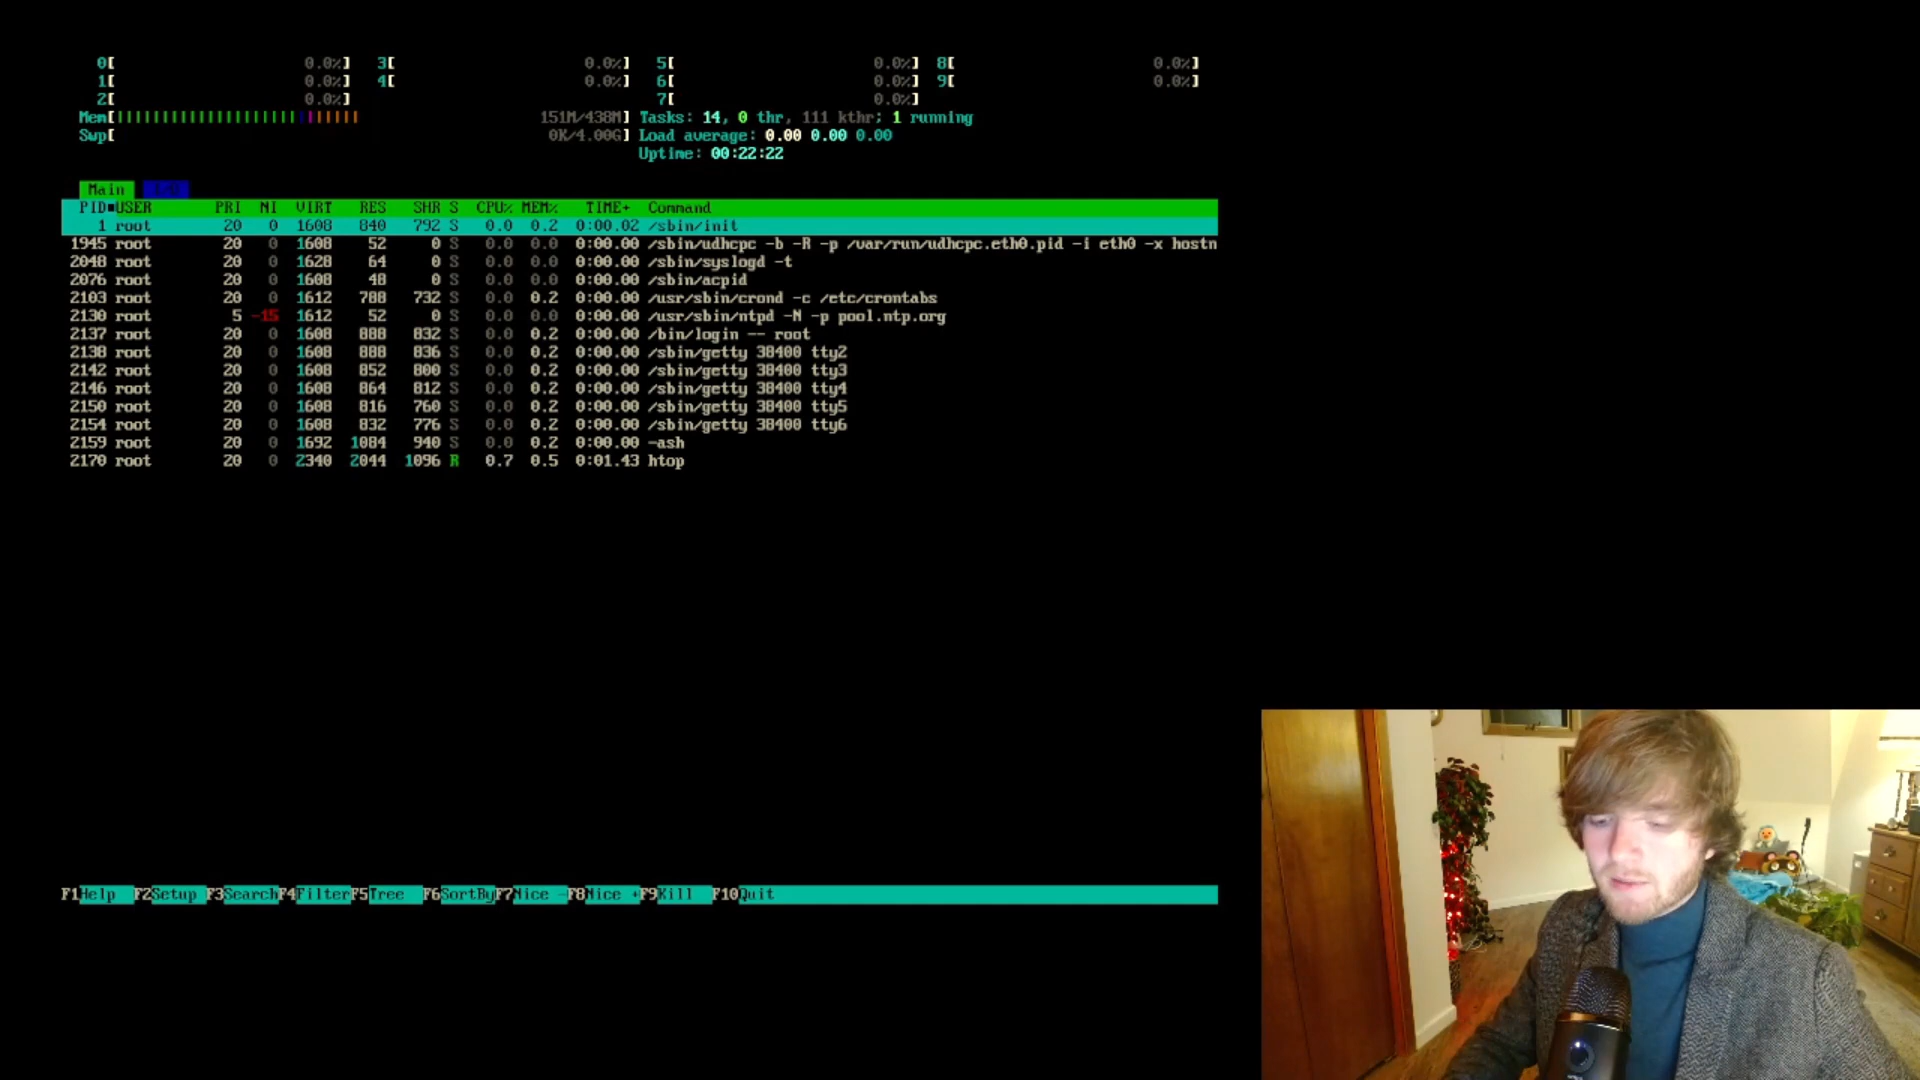 0[ 0.0%] 3[ 0.0%] 5[ 0.0%] 8[ 0.0%]
1[ 0.0%] 4[ 0.0%] 6[ 0.0%] 9[ 0.0%]
2[ 0.0%] 7[ 0.0%]
Mem[||||||||||||||||||||||||||| 151M/438M] Tasks: 14, 0 thr, 111 kthr; 1 running
Swp[ 0K/4.00G] Load average: 0.00 0.00 0.00
Uptime: 00:22:22
Main
PID USER PRI NI VIRT RES SHR S CPU% MEM% TIME+ Command
1 root 20 0 1608 840 792 S 0.0 0.2 0:00.02 /sbin/init
1945 root 20 0 1608 52 0 S 0.0 0.0 0:00.00 /sbin/udhcpc -b -R -p /var/run/udhcpc.eth0.pid -i eth0 -x hostn
2048 root 20 0 1628 64 0 S 0.0 0.0 0:00.00 /sbin/syslogd -t
2076 root 20 0 1608 48 0 S 0.0 0.0 0:00.00 /sbin/acpid
2103 root 20 0 1612 788 732 S 0.0 0.2 0:00.00 /usr/sbin/crond -c /etc/crontabs
2130 root 5 -15 1612 52 0 S 0.0 0.0 0:00.00 /usr/sbin/ntpd -N -p pool.ntp.org
2137 root 20 0 1608 888 832 S 0.0 0.2 0:00.00 /bin/login -- root
2138 root 20 0 1608 888 836 S 0.0 0.2 0:00.00 /sbin/getty 38400 tty2
2142 root 20 0 1608 852 800 S 0.0 0.2 0:00.00 /sbin/getty 38400 tty3
2146 root 20 0 1608 864 812 S 0.0 0.2 0:00.00 /sbin/getty 38400 tty4
2150 root 20 0 1608 816 760 S 0.0 0.2 0:00.00 /sbin/getty 38400 tty5
2154 root 20 0 1608 832 776 S 0.0 0.2 0:00.00 /sbin/getty 38400 tty6
2159 root 20 0 1692 1084 940 S 0.0 0.2 0:00.00 -ash
2170 root 20 0 2340 2044 1096 R 0.7 0.5 0:01.43 htop
F1Help F2Setup F3SearchF4FilterF5Tree F6SortByF7Nice -F8Nice +F9Kill F10Quit